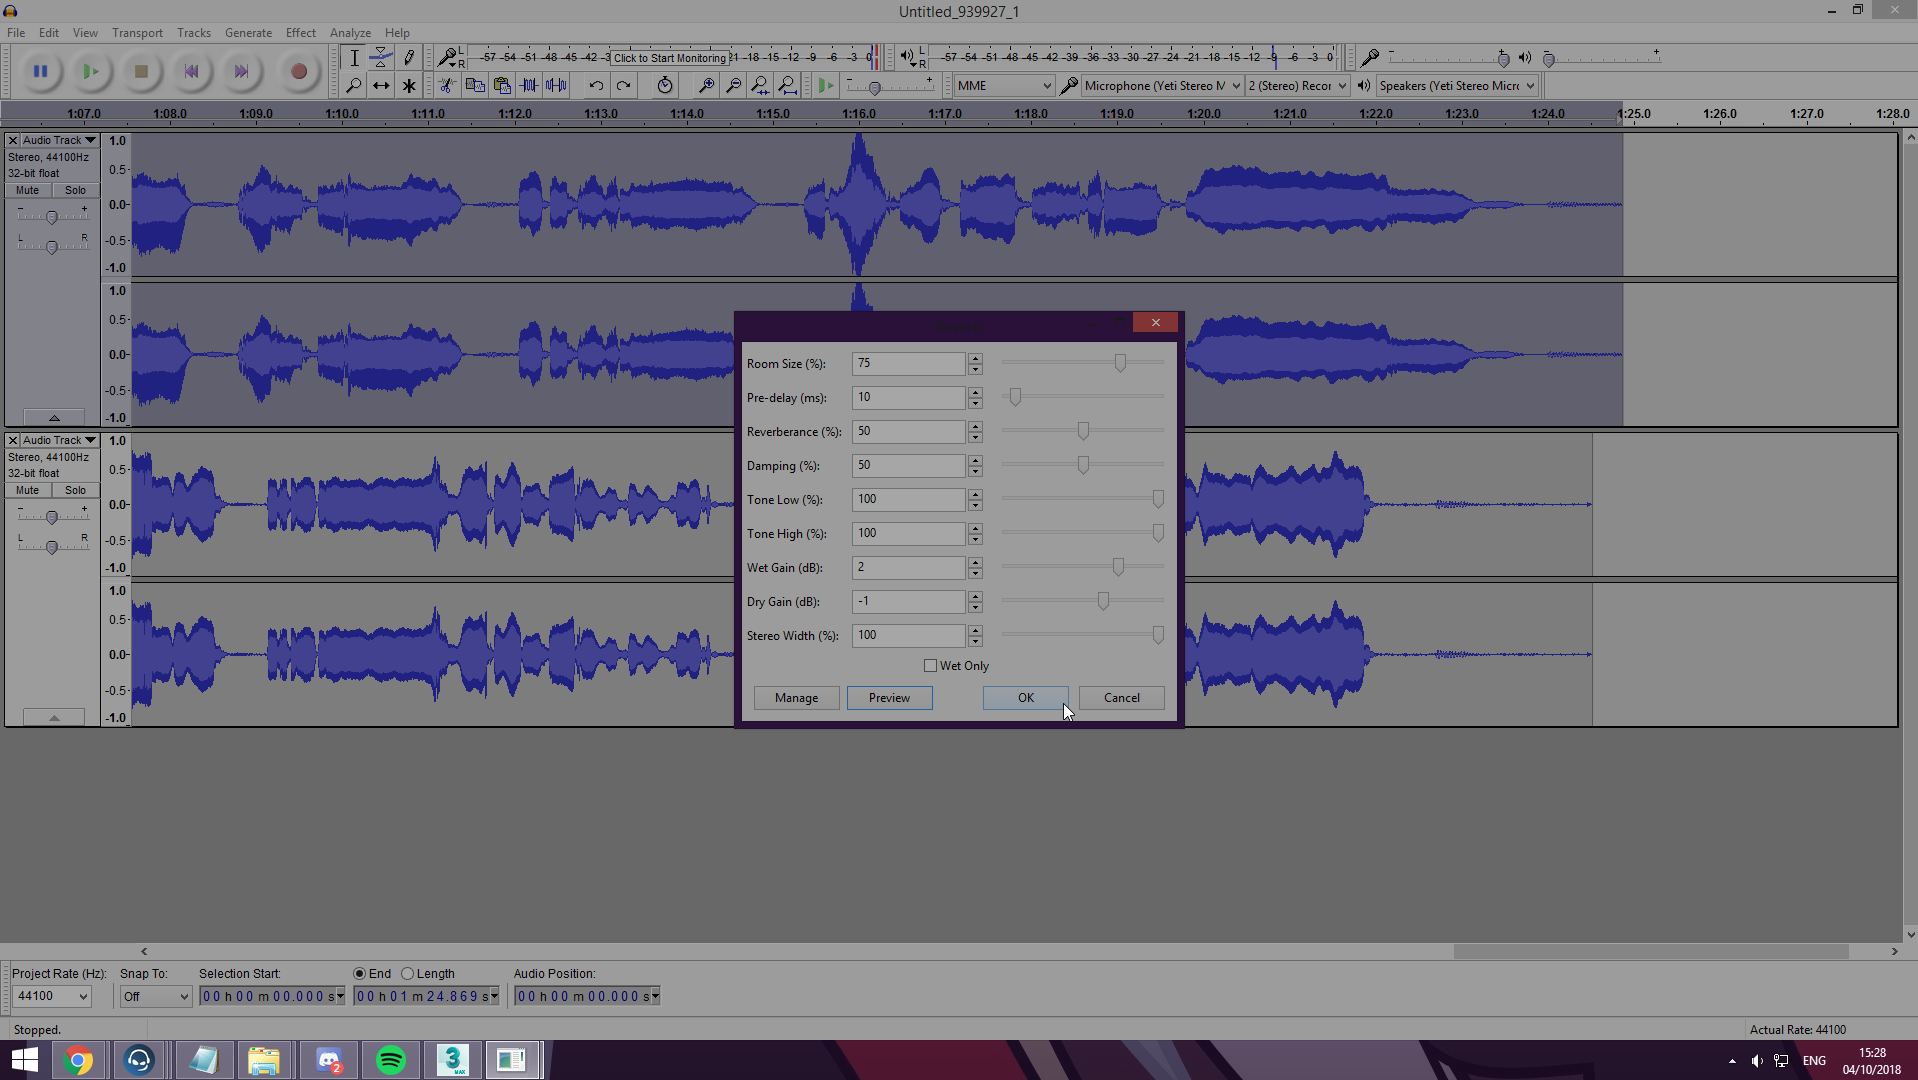 Untitled_939927_1
File Edit View Transport Tracks Generate Effect Analyze Help
L R -57 -54 -51 -48 -45 -42 -3 Click to Start Monitoring 21 -18 -15 -12 -9 -6 -3 0 L R -57 -54 -51 -48 -45 -42 -39 -36 -33 -30 -27 -24 -21 -18 -15 -12 -9 -6 -3 0 - + - +
- + MME Microphone (Yeti Stereo M 2 (Stereo) Recor Speakers (Yeti Stereo Micro
1:07.0 1:08.0 1:09.0 1:10.0 1:11.0 1:12.0 1:13.0 1:14.0 1:15.0 1:16.0 1:17.0 1:18.0 1:19.0 1:20.0 1:21.0 1:22.0 1:23.0 1:24.0 1:25.0 1:26.0 1:27.0 1:28.0
Audio Track
Stereo, 44100Hz
32-bit float
Mute Solo
- +
L R
1.0
0.5
0.0
-0.5
-1.0
1.0
0.5
0.0
-0.5
-1.0
Audio Track
Stereo, 44100Hz
32-bit float
Mute Solo
- +
L R
1.0
0.5
0.0
-0.5
-1.0
1.0
0.5
0.0
-0.5
-1.0
Room Size (%): 75
Pre-delay (ms): 10
Reverberance (%): 50
Damping (%): 50
Tone Low (%): 100
Tone High (%): 100
Wet Gain (dB): 2
Dry Gain (dB): -1
Stereo Width (%): 100
Wet Only
Manage Preview OK Cancel
Project Rate (Hz): Snap To: Selection Start: End Length Audio Position:
44100 Off 00 h 00 m 00.000 s 00 h 01 m 24.869 s 00 h 00 m 00.000 s
Stopped. Actual Rate: 44100
2
3
MAX
ENG
15:28
04/10/2018